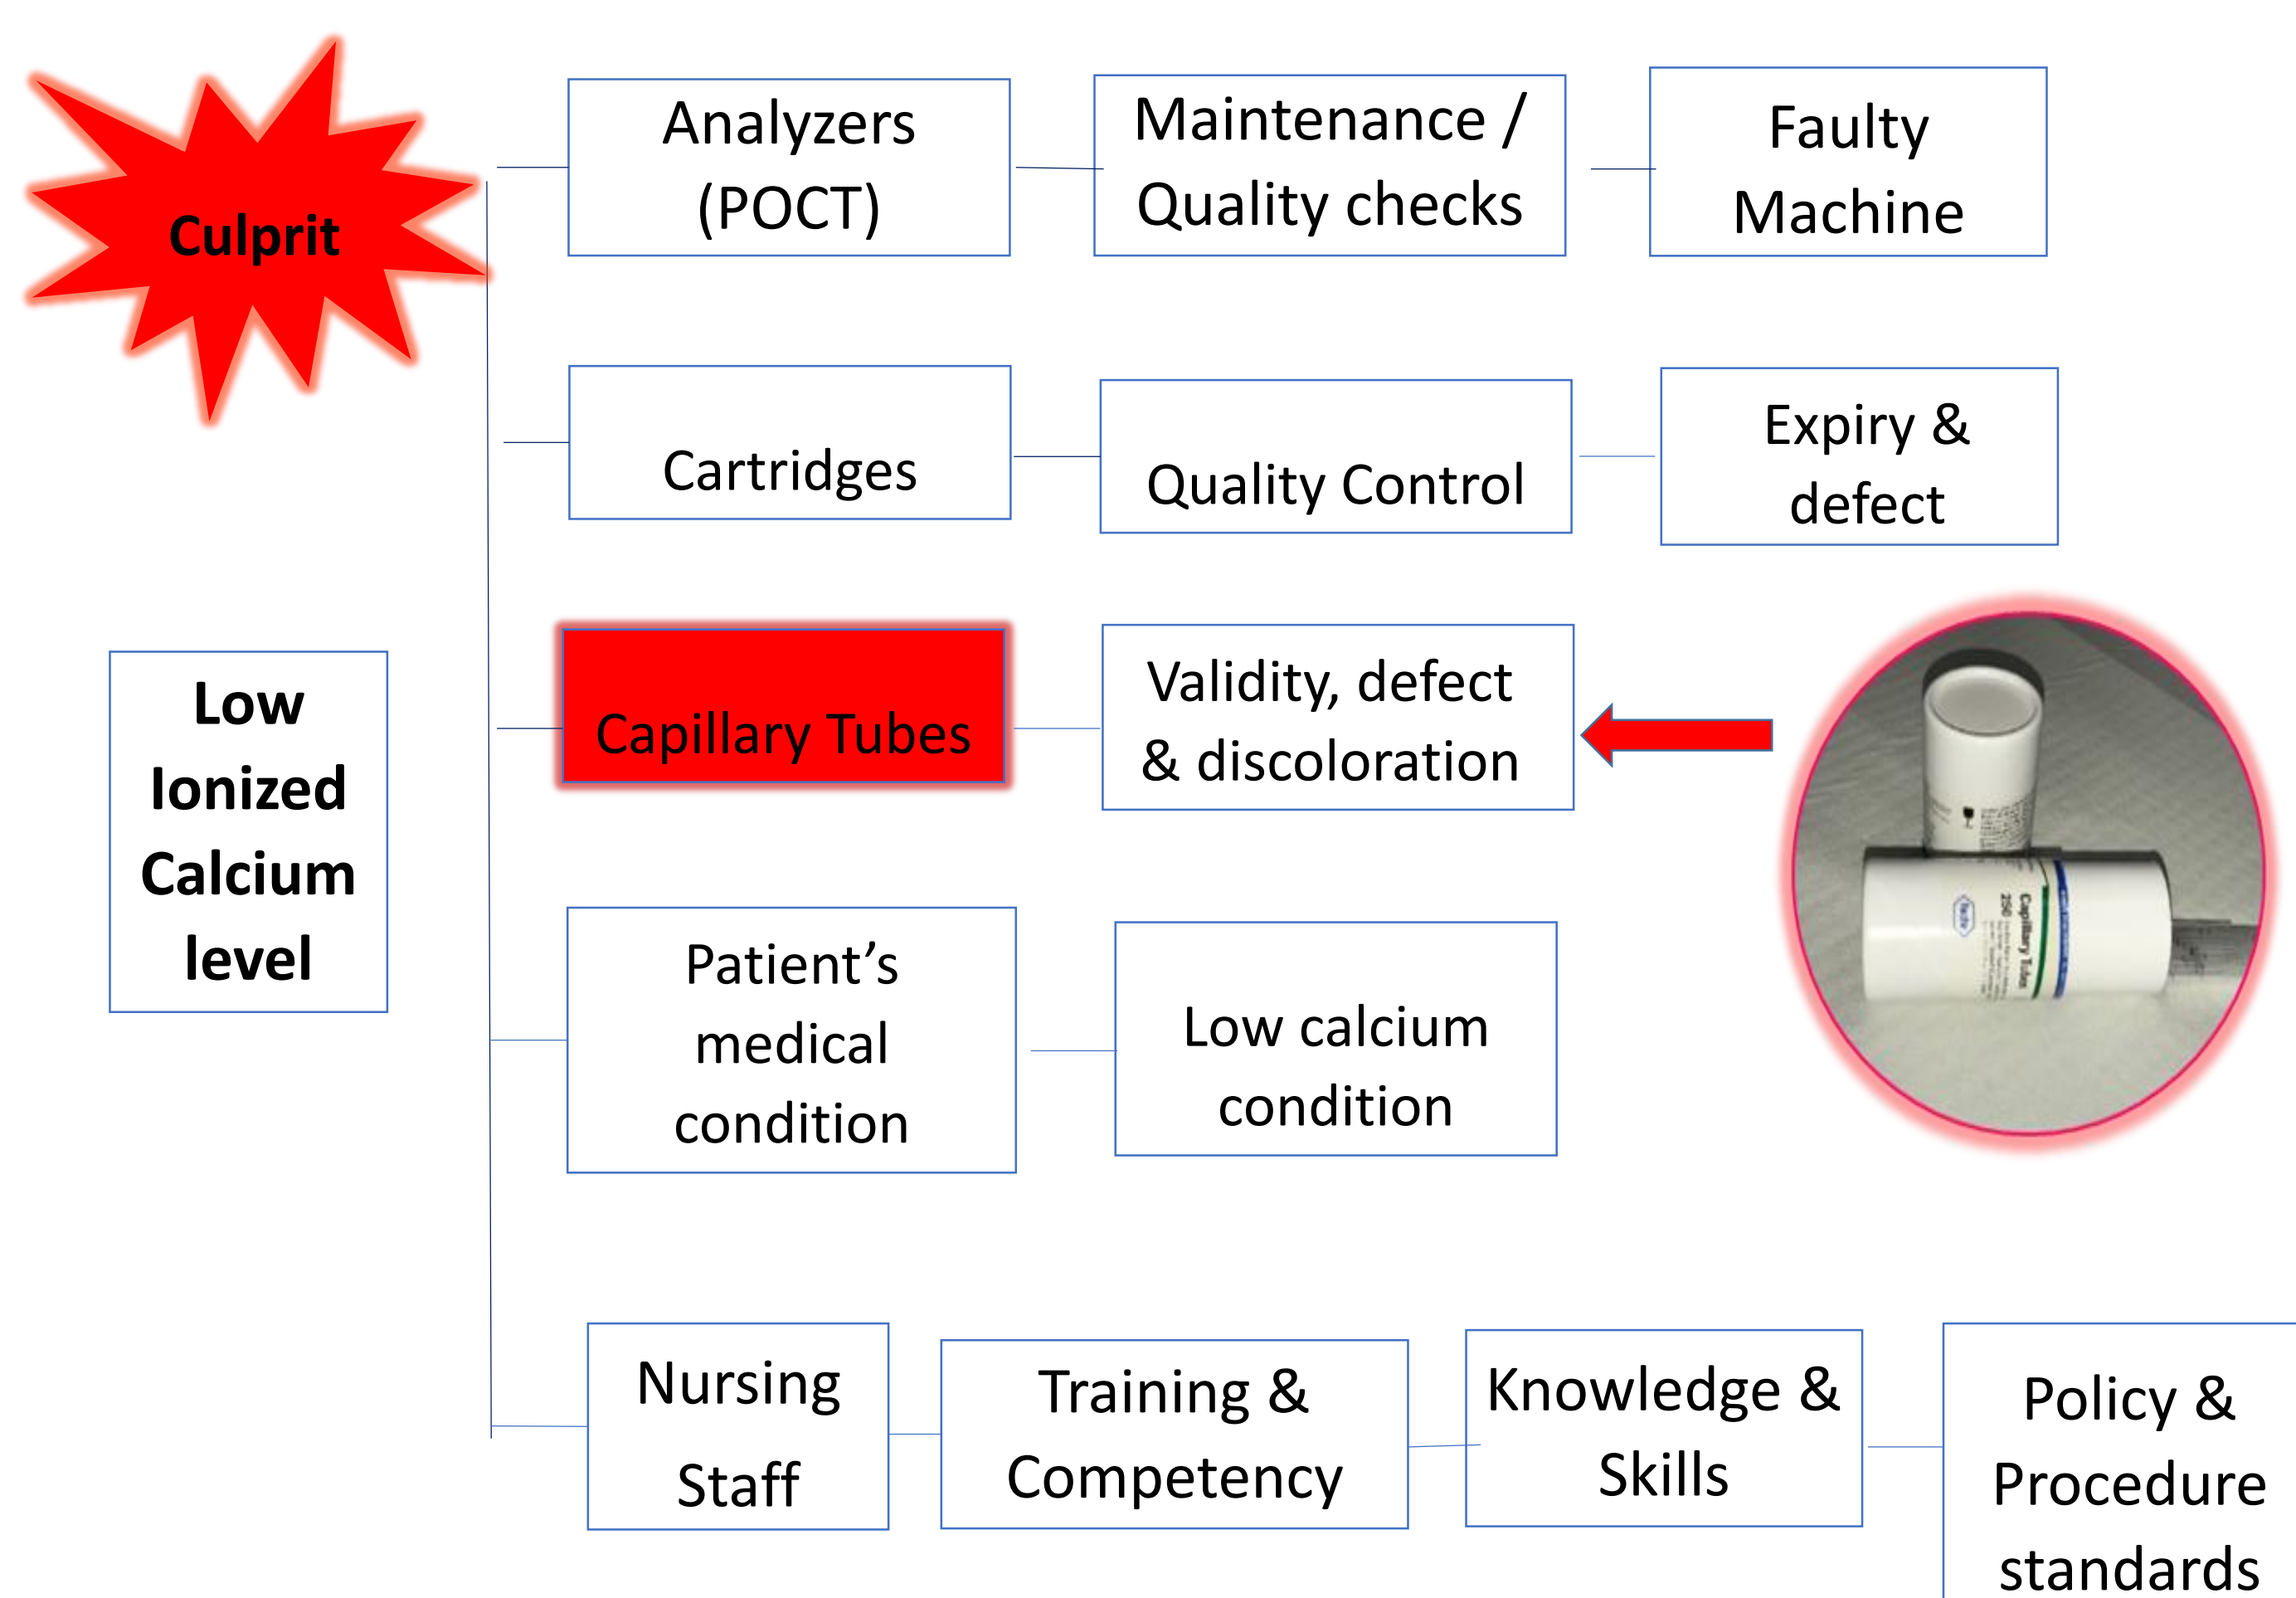 Culprit
Analyzers
(POCT)
Maintenance /
Quality checks
Faulty
Machine
Cartridges
Quality Control
Expiry &
defect
Low
Ionized
Calcium
level
Capillary Tubes
Validity, defect
& discoloration
Capillary Tubes
250
Patient’s
medical
condition
Low calcium
condition
Nursing
Staff
Training &
Competency
Knowledge &
Skills
Policy &
Procedure
standards